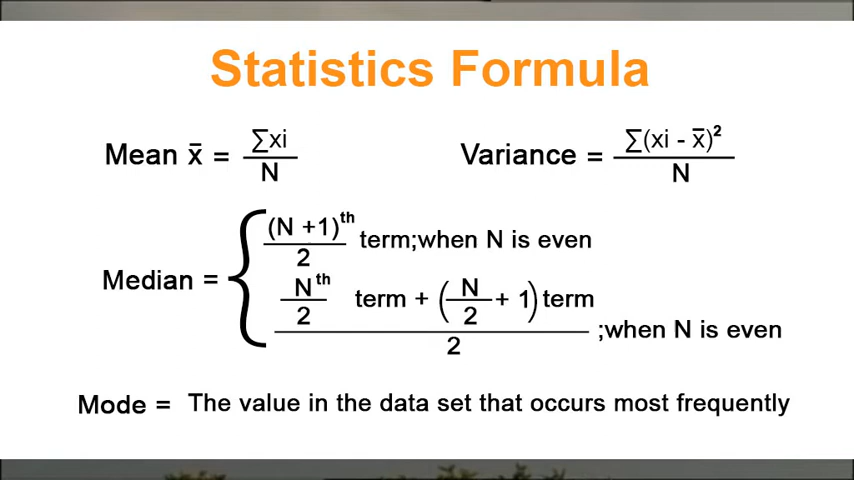 Statistics Formula
Mean x̄ = ∑xi / N
Variance = ∑(xi - x̄)² / N
Median = { (N +1)ᵗʰ / 2 term;when N is even
Nᵗʰ / 2 term + (N / 2 + 1) term / 2 ;when N is even
Mode = The value in the data set that occurs most frequently